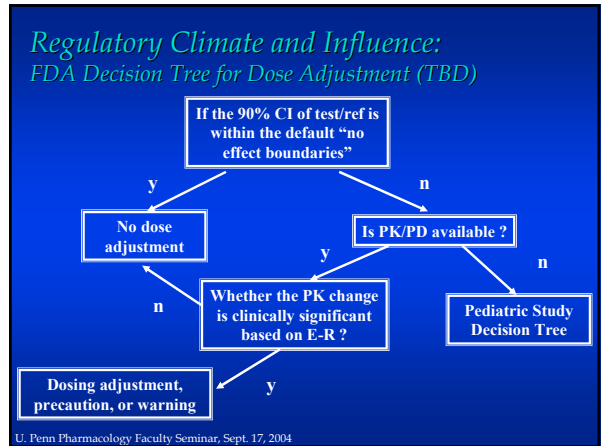 Regulatory Climate and Influence:
FDA Decision Tree for Dose Adjustment (TBD)
If the 90% CI of test/ref is
within the default “no
effect boundaries”
y
n
No dose
adjustment
Is PK/PD available ?
y
n
Whether the PK change
is clinically significant
based on E-R ?
n
Pediatric Study
Decision Tree
Dosing adjustment,
precaution, or warning
y
U. Penn Pharmacology Faculty Seminar, Sept. 17, 2004